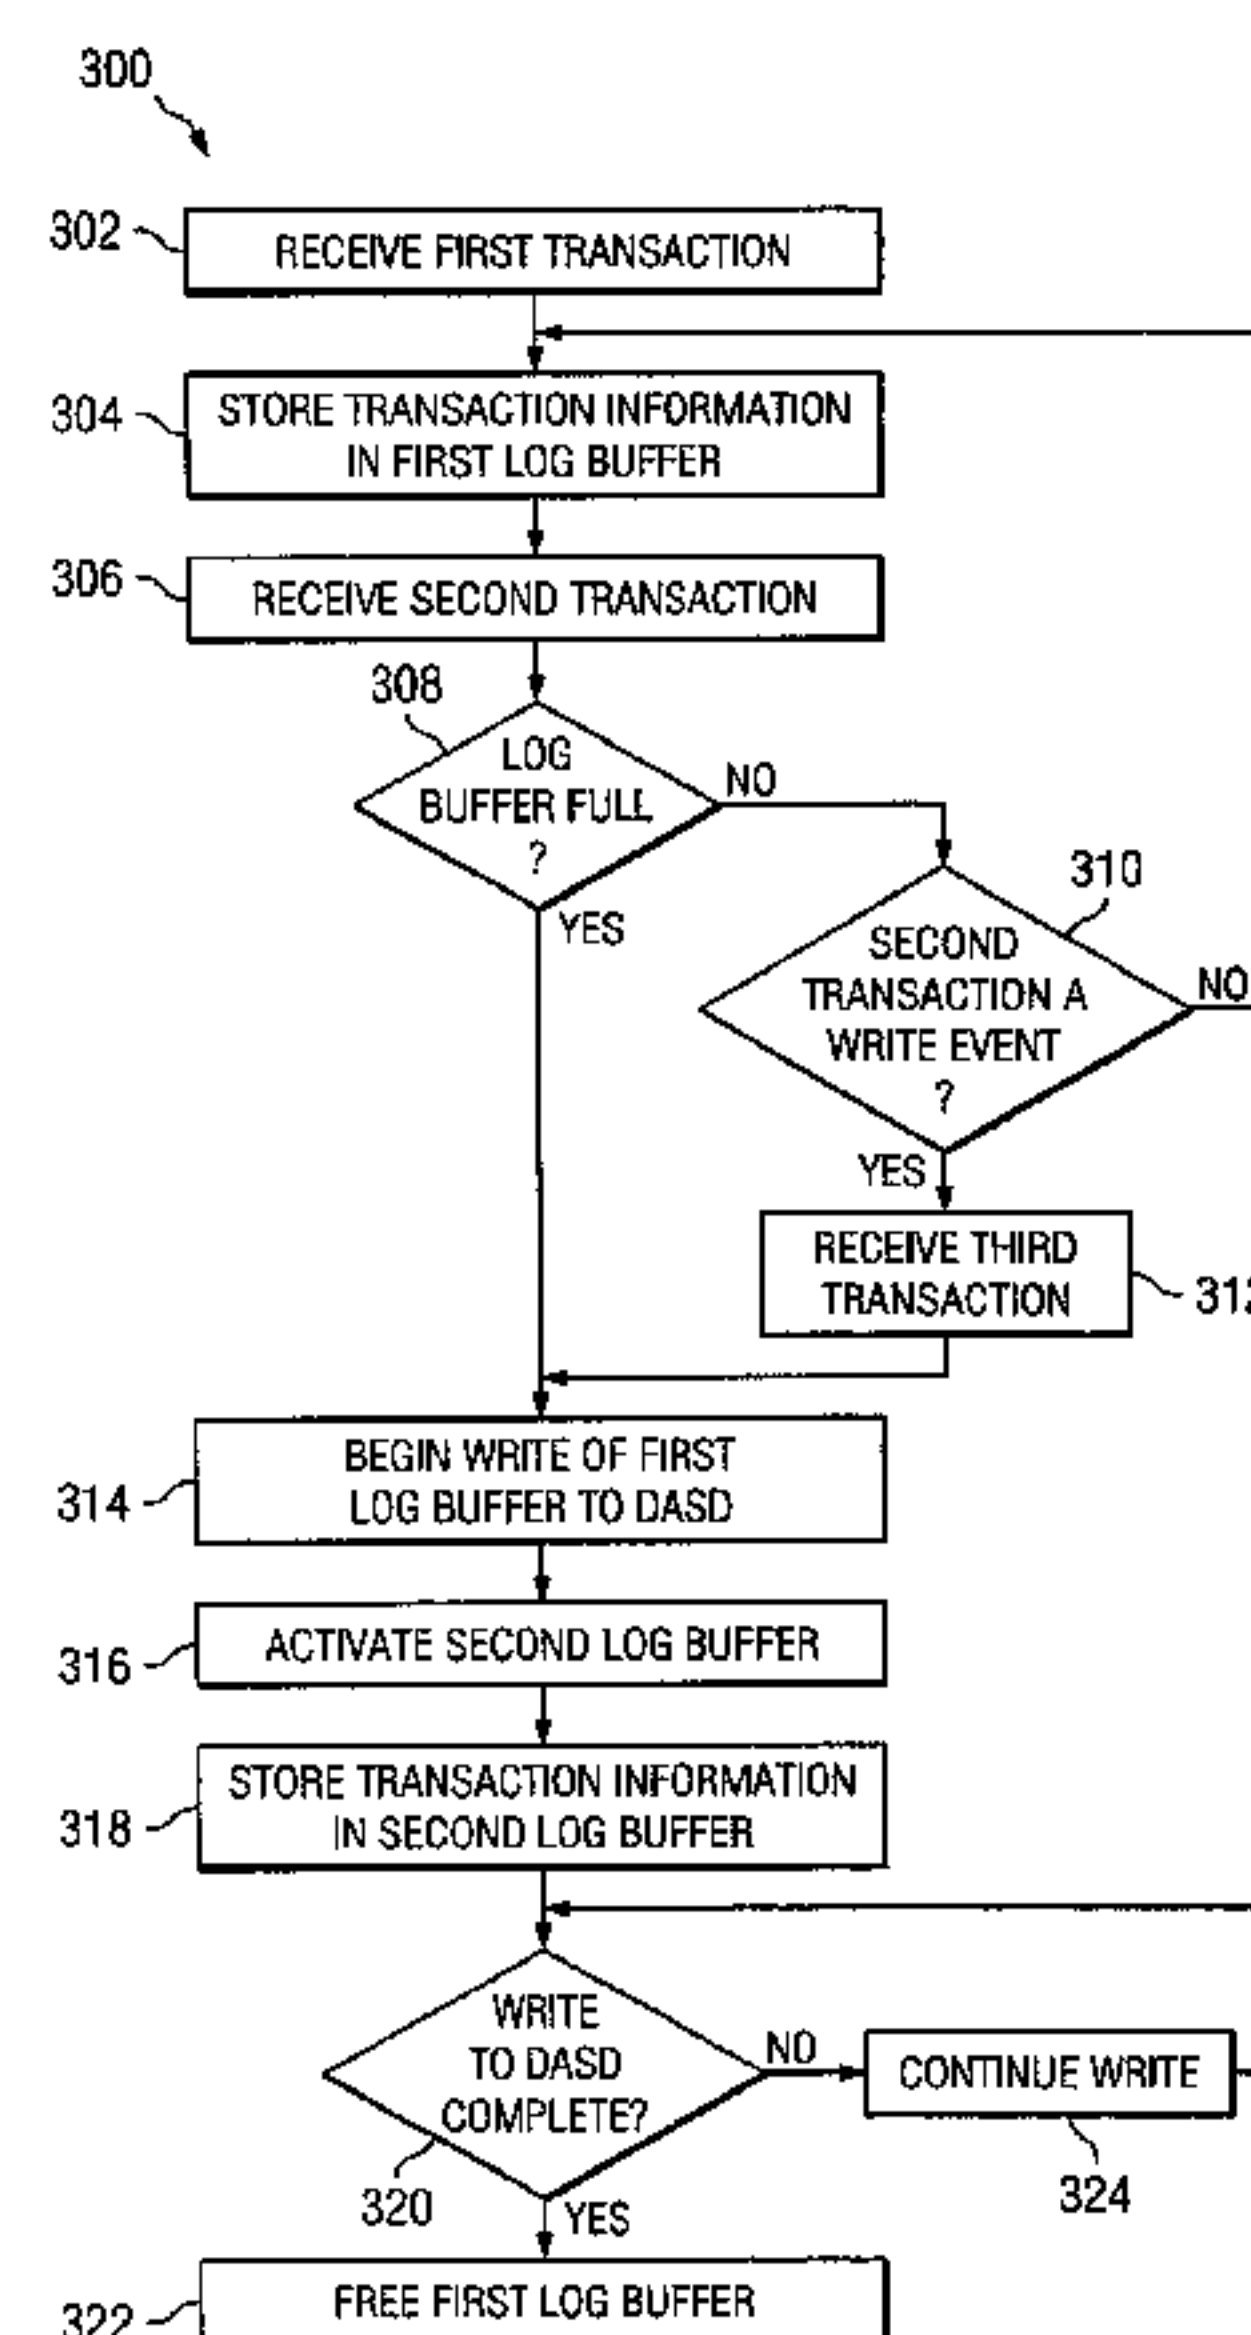 300
302
RECEIVE FIRST TRANSACTION
304
STORE TRANSACTION INFORMATION
IN FIRST LOG BUFFER
306
RECEIVE SECOND TRANSACTION
308
LOG
BUFFER FULL
?
NO
YES
310
SECOND
TRANSACTION A
WRITE EVENT
?
NO
YES
RECEIVE THIRD
TRANSACTION
314
BEGIN WRITE OF FIRST
LOG BUFFER TO DASD
316
ACTIVATE SECOND LOG BUFFER
318
STORE TRANSACTION INFORMATION
IN SECOND LOG BUFFER
WRITE
TO DASD
COMPLETE?
NO
CONTINUE WRITE
320
YES
324
322
FREE FIRST LOG BUFFER